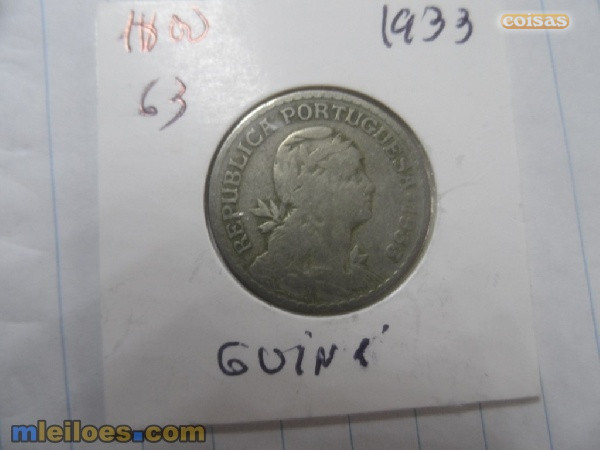 1933
coisas
63
REPUBLICA PORTUGUESA
GUINÉ
mleiloes.com